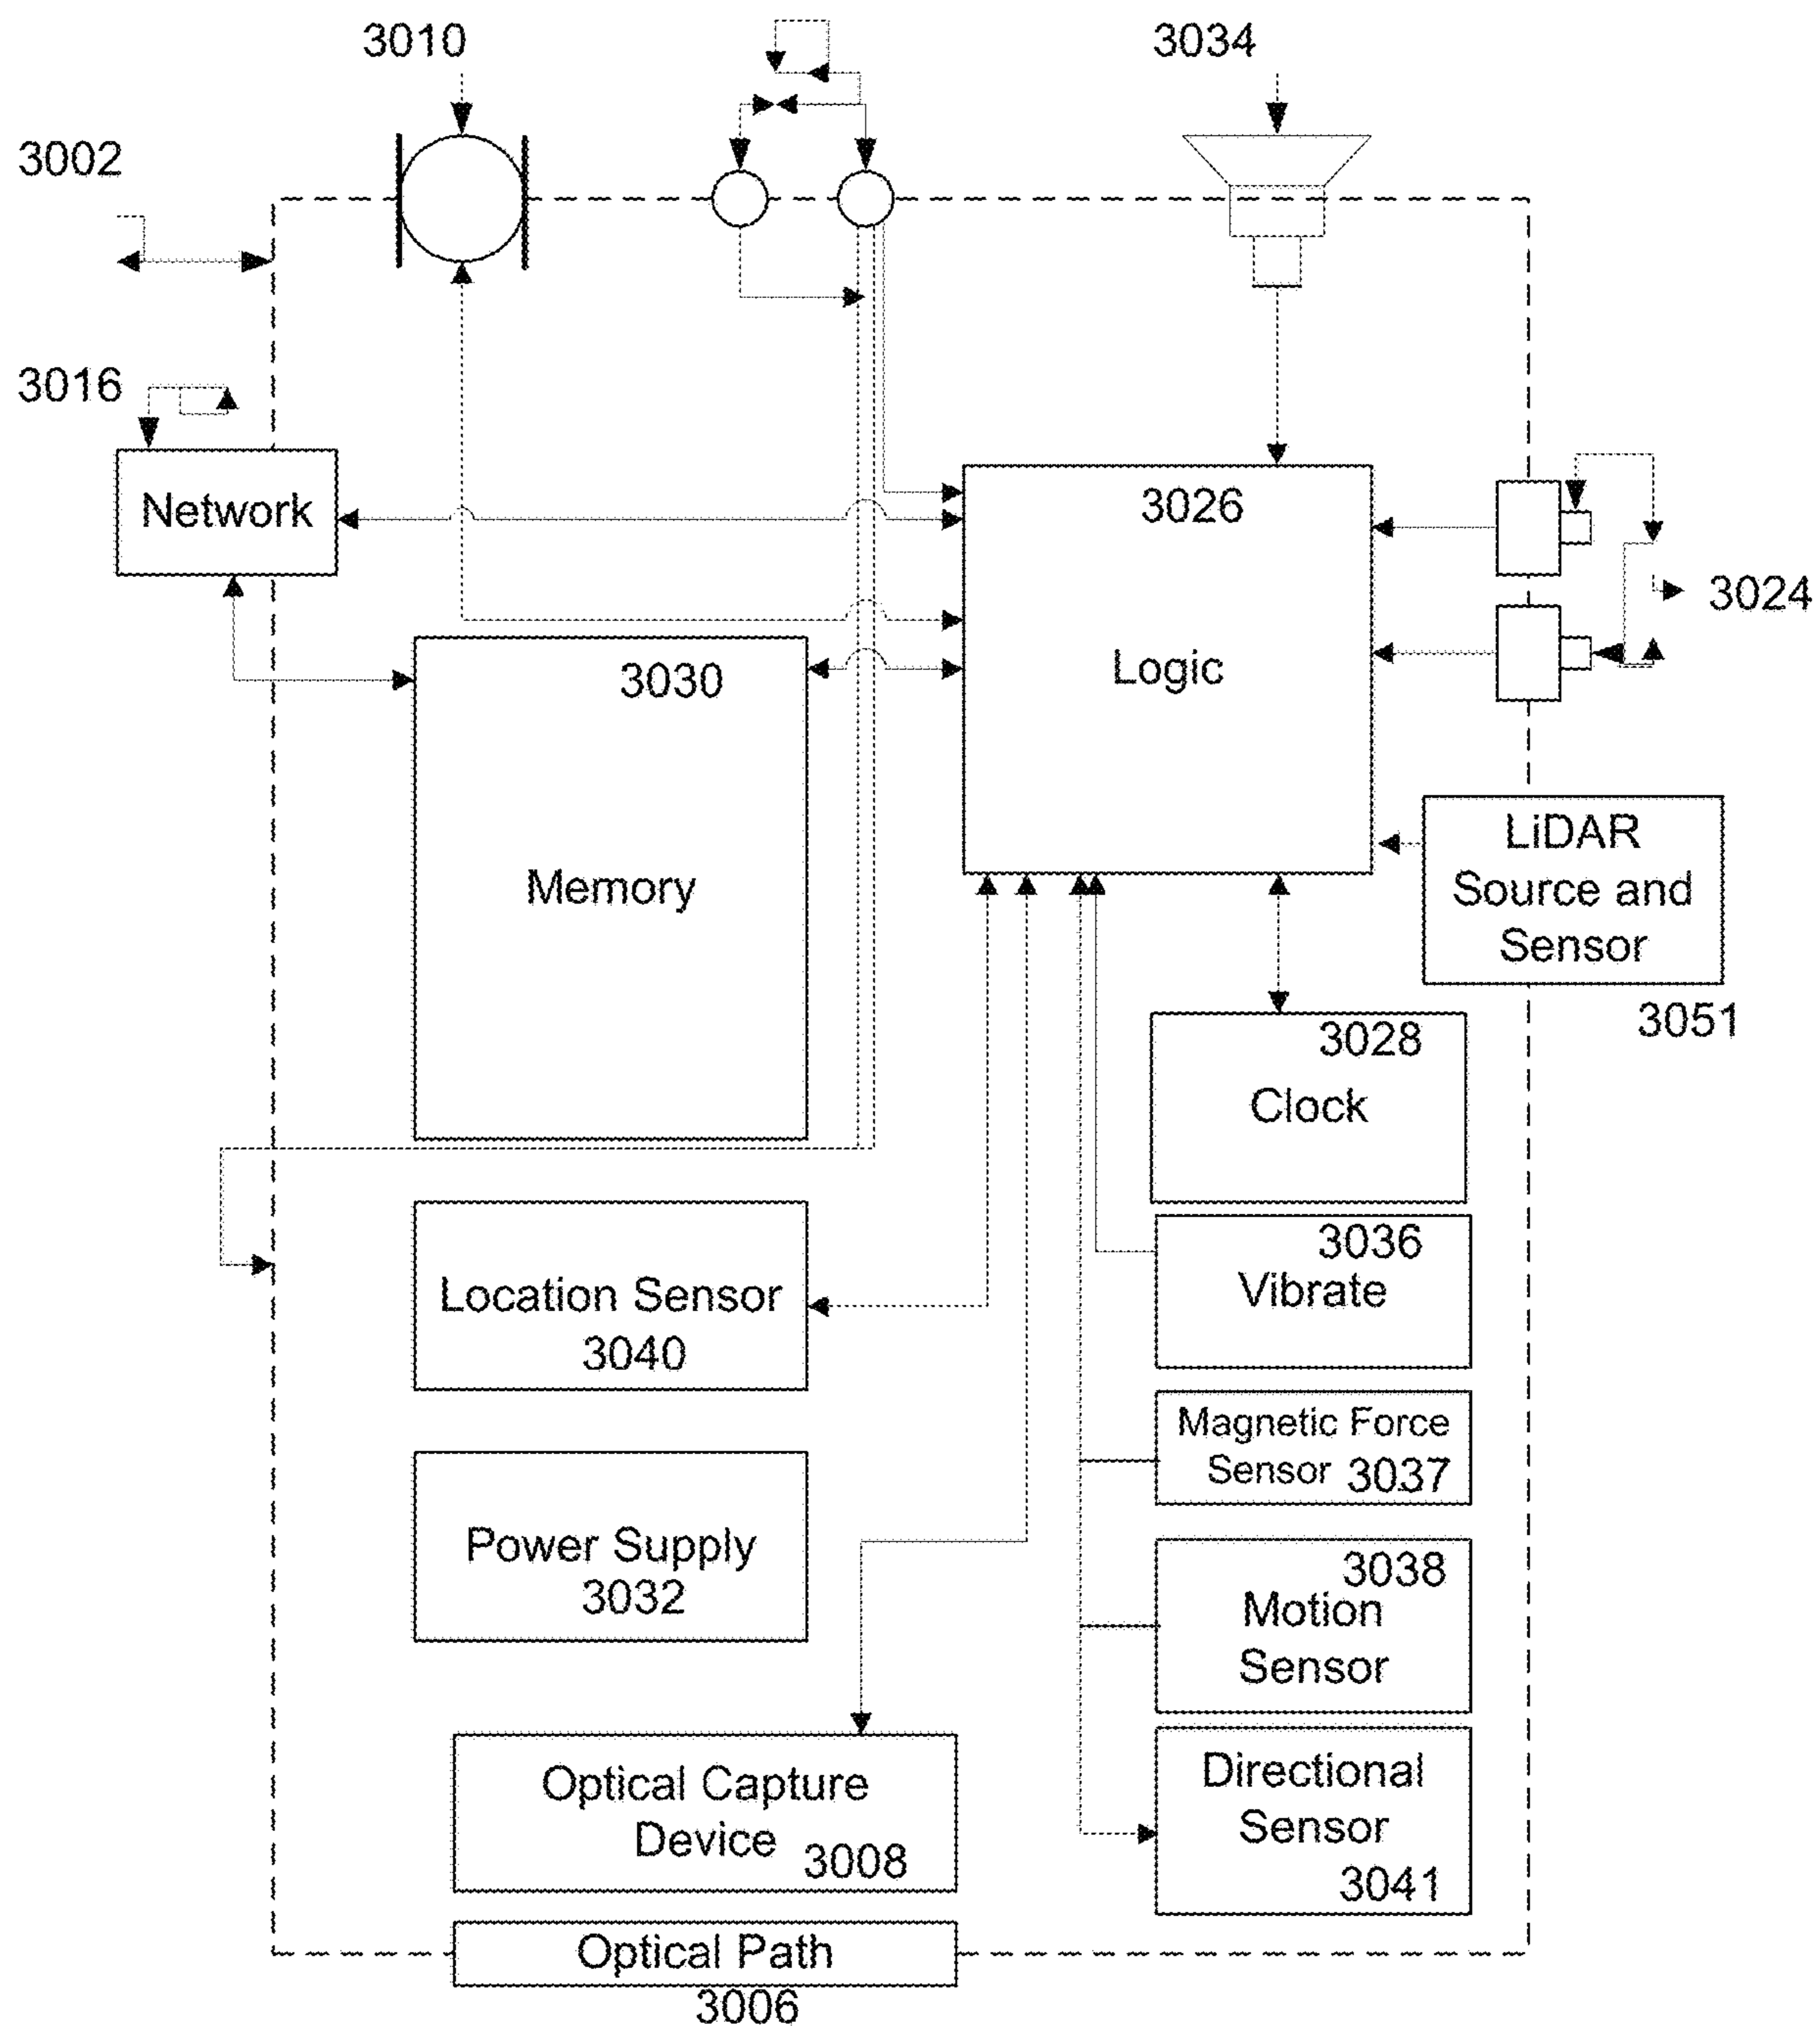 3010
3034
3002
3016
Network
3026
Logic
3024
3030
Memory
LiDAR
Source and
Sensor
3051
3028
Clock
3036
Vibrate
Location Sensor
3040
Magnetic Force
Sensor 3037
Power Supply
3032
3038
Motion
Sensor
Optical Capture
Device 3008
Directional
Sensor
3041
Optical Path
3006